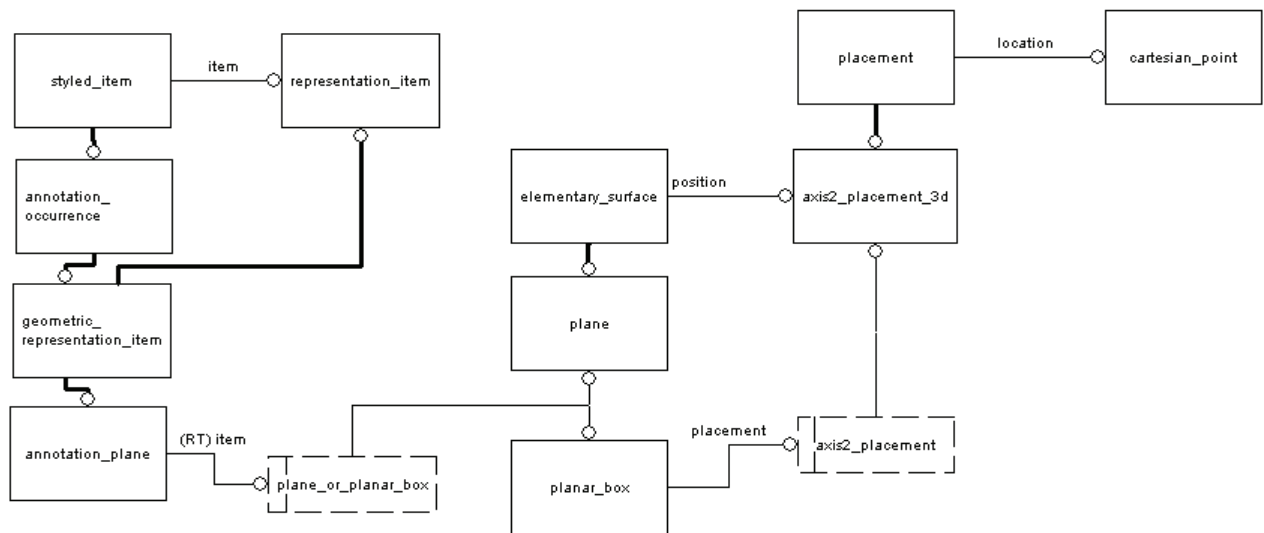 placement
location
cartesian_point
styled_item
item
representation_item
annotation_
occurrence
elementary_surface
position
axis2_placement_3d
geometric_
representation_item
plane
annotation_plane
(RT) item
plane_or_planar_box
planar_box
placement
axis2_placement